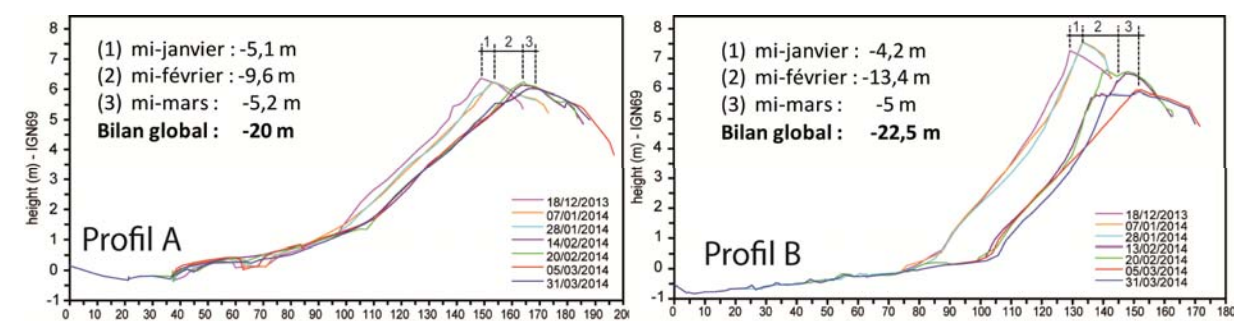 (1) mi-janvier : -5,1 m
(2) mi-février : -9,6 m
(3) mi-mars : -5,2 m
Bilan global : -20 m
1 2 3
height (m) - IGN69
8
7
6
5
4
3
2
1
0
-1
Profil A
18/12/2013
07/01/2014
28/01/2014
14/02/2014
20/02/2014
05/03/2014
31/03/2014
0 10 20 30 40 50 60 70 80 90 100 110 120 130 140 150 160 170 180 190 20
(1) mi-janvier : -4,2 m
(2) mi-février : -13,4 m
(3) mi-mars : -5 m
Bilan global : -22,5 m
1 2 3
height (m) - IGN69
8
7
6
5
4
3
2
1
0
-1
Profil B
18/12/2013
07/01/2014
28/01/2014
13/02/2014
20/02/2014
05/03/2014
31/03/2014
0 10 20 30 40 50 60 70 80 90 100 110 120 130 140 150 160 170 180